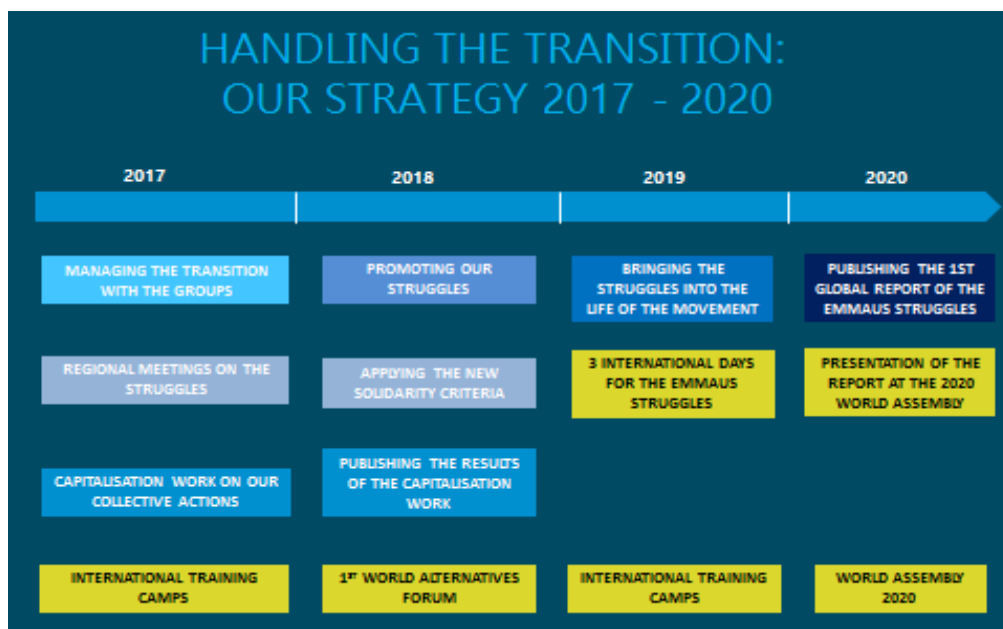 HANDLING THE TRANSITION:
OUR STRATEGY 2017 - 2020
2017
2018
2019
2020
MANAGING THE TRANSITION
WITH THE GROUPS
PROMOTING OUR
STRUGGLES
BRINGING THE
STRUGGLES INTO THE
LIFE OF THE MOVEMENT
PUBLISHING THE 1ST
GLOBAL REPORT OF THE
EMMAUS STRUGGLES
REGIONAL MEETINGS ON THE
STRUGGLES
APPLYING THE NEW
SOLIDARITY CRITERIA
3 INTERNATIONAL DAYS
FOR THE EMMAUS
STRUGGLES
PRESENTATION OF THE
REPORT AT THE 2020
WORLD ASSEMBLY
CAPITALISATION WORK ON OUR
COLLECTIVE ACTIONS
PUBLISHING THE RESULTS
OF THE CAPITALISATION
WORK
INTERNATIONAL TRAINING
CAMPS
1ST WORLD ALTERNATIVES
FORUM
INTERNATIONAL TRAINING
CAMPS
WORLD ASSEMBLY
2020